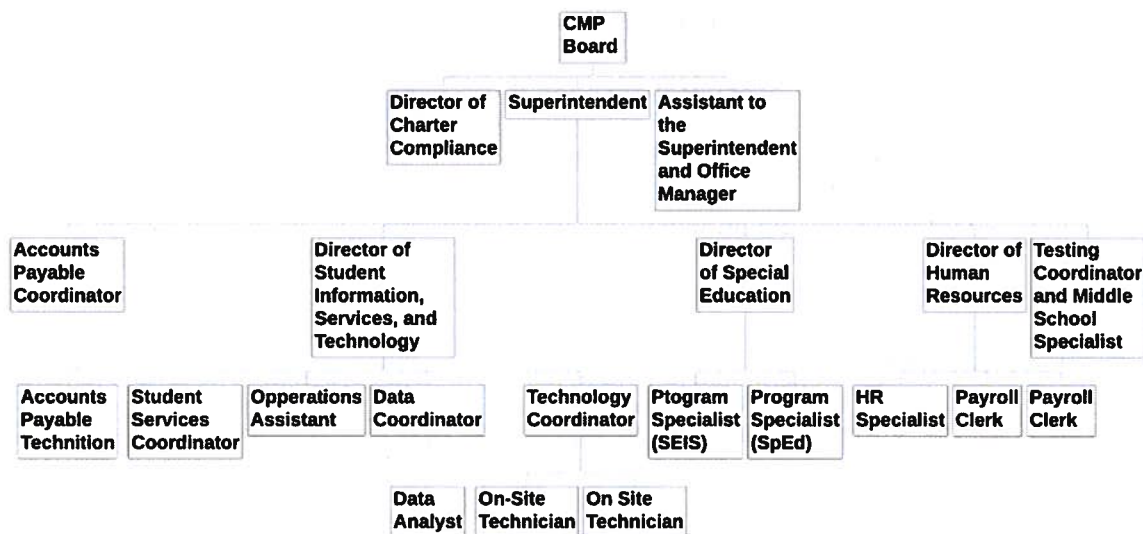 CMP
Board
Director of
Charter
Compliance
Superintendent
Assistant to
the
Superintendent
and Office
Manager
Accounts
Payable
Coordinator
Director of
Student
Information,
Services, and
Technology
Director
of Special
Education
Director of
Human
Resources
Testing
Coordinator
and Middle
School
Specialist
Accounts
Payable
Technition
Student
Services
Coordinator
Opperations
Assistant
Data
Coordinator
Technology
Coordinator
Ptogram
Specialist
(SEIS)
Program
Specialist
(SpEd)
HR
Specialist
Payroll
Clerk
Payroll
Clerk
Data
Analyst
On-Site
Technician
On Site
Technician